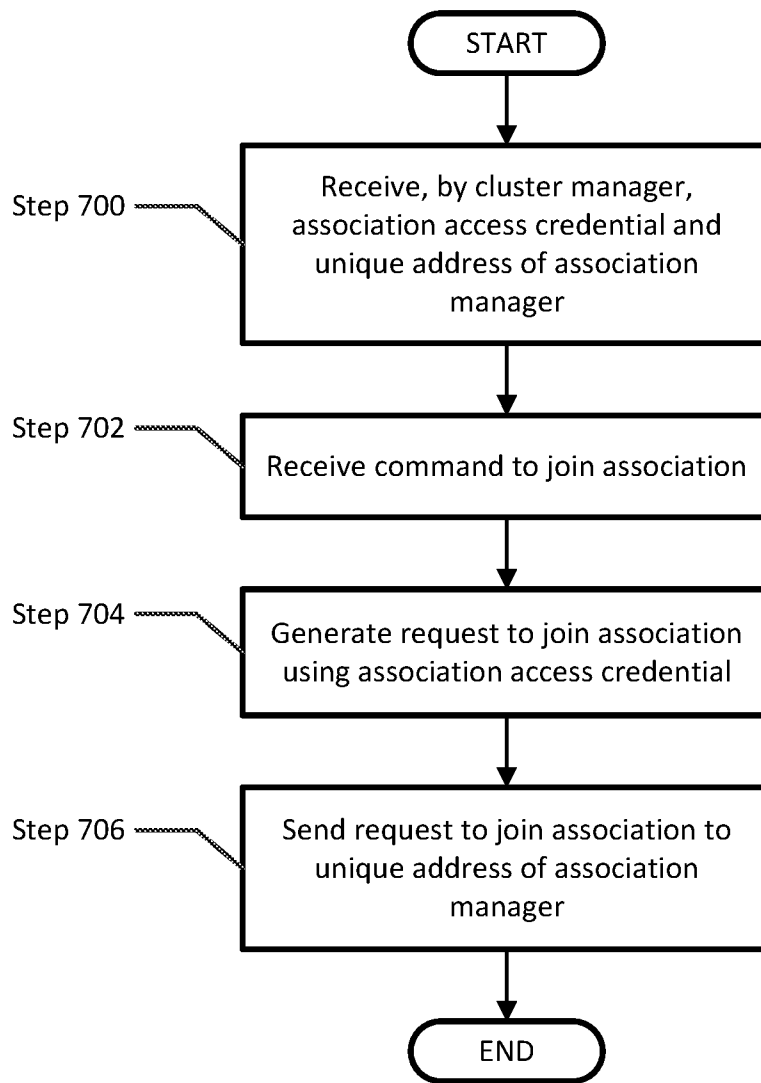 START
Step 700
Receive, by cluster manager,
association access credential and
unique address of association
manager
Step 702
Receive command to join association
Step 704
Generate request to join association
using association access credential
Step 706
Send request to join association to
unique address of association
manager
END